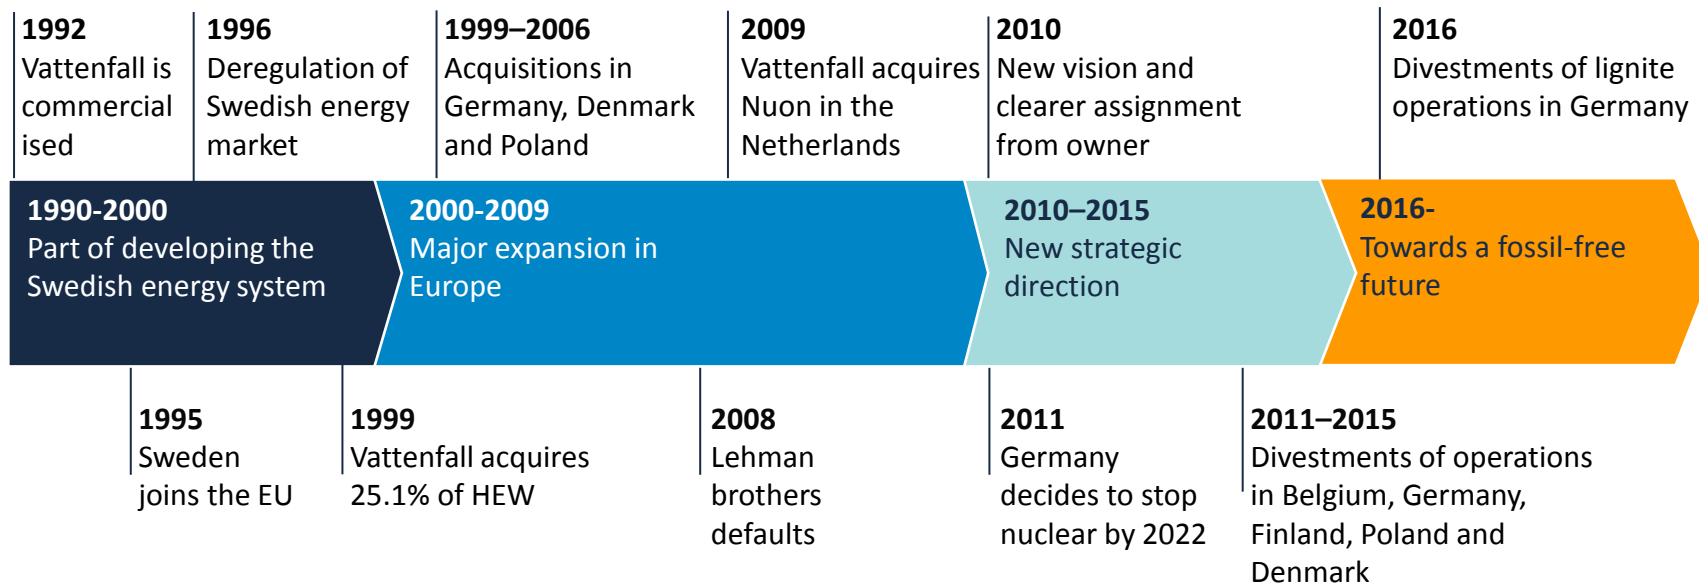 1992
Vattenfall is
commercial
ised
1996
Deregulation of
Swedish energy
market
1999–2006
Acquisitions in
Germany, Denmark
and Poland
2009
Vattenfall acquires
Nuon in the
Netherlands
2010
New vision and
clearer assignment
from owner
2016
Divestments of lignite
operations in Germany
1990-2000
Part of developing the
Swedish energy system
2000-2009
Major expansion in
Europe
2010–2015
New strategic
direction
2016-
Towards a fossil-free
future
1995
Sweden
joins the EU
1999
Vattenfall acquires
25.1% of HEW
2008
Lehman
brothers
defaults
2011
Germany
decides to stop
nuclear by 2022
2011–2015
Divestments of operations
in Belgium, Germany,
Finland, Poland and
Denmark